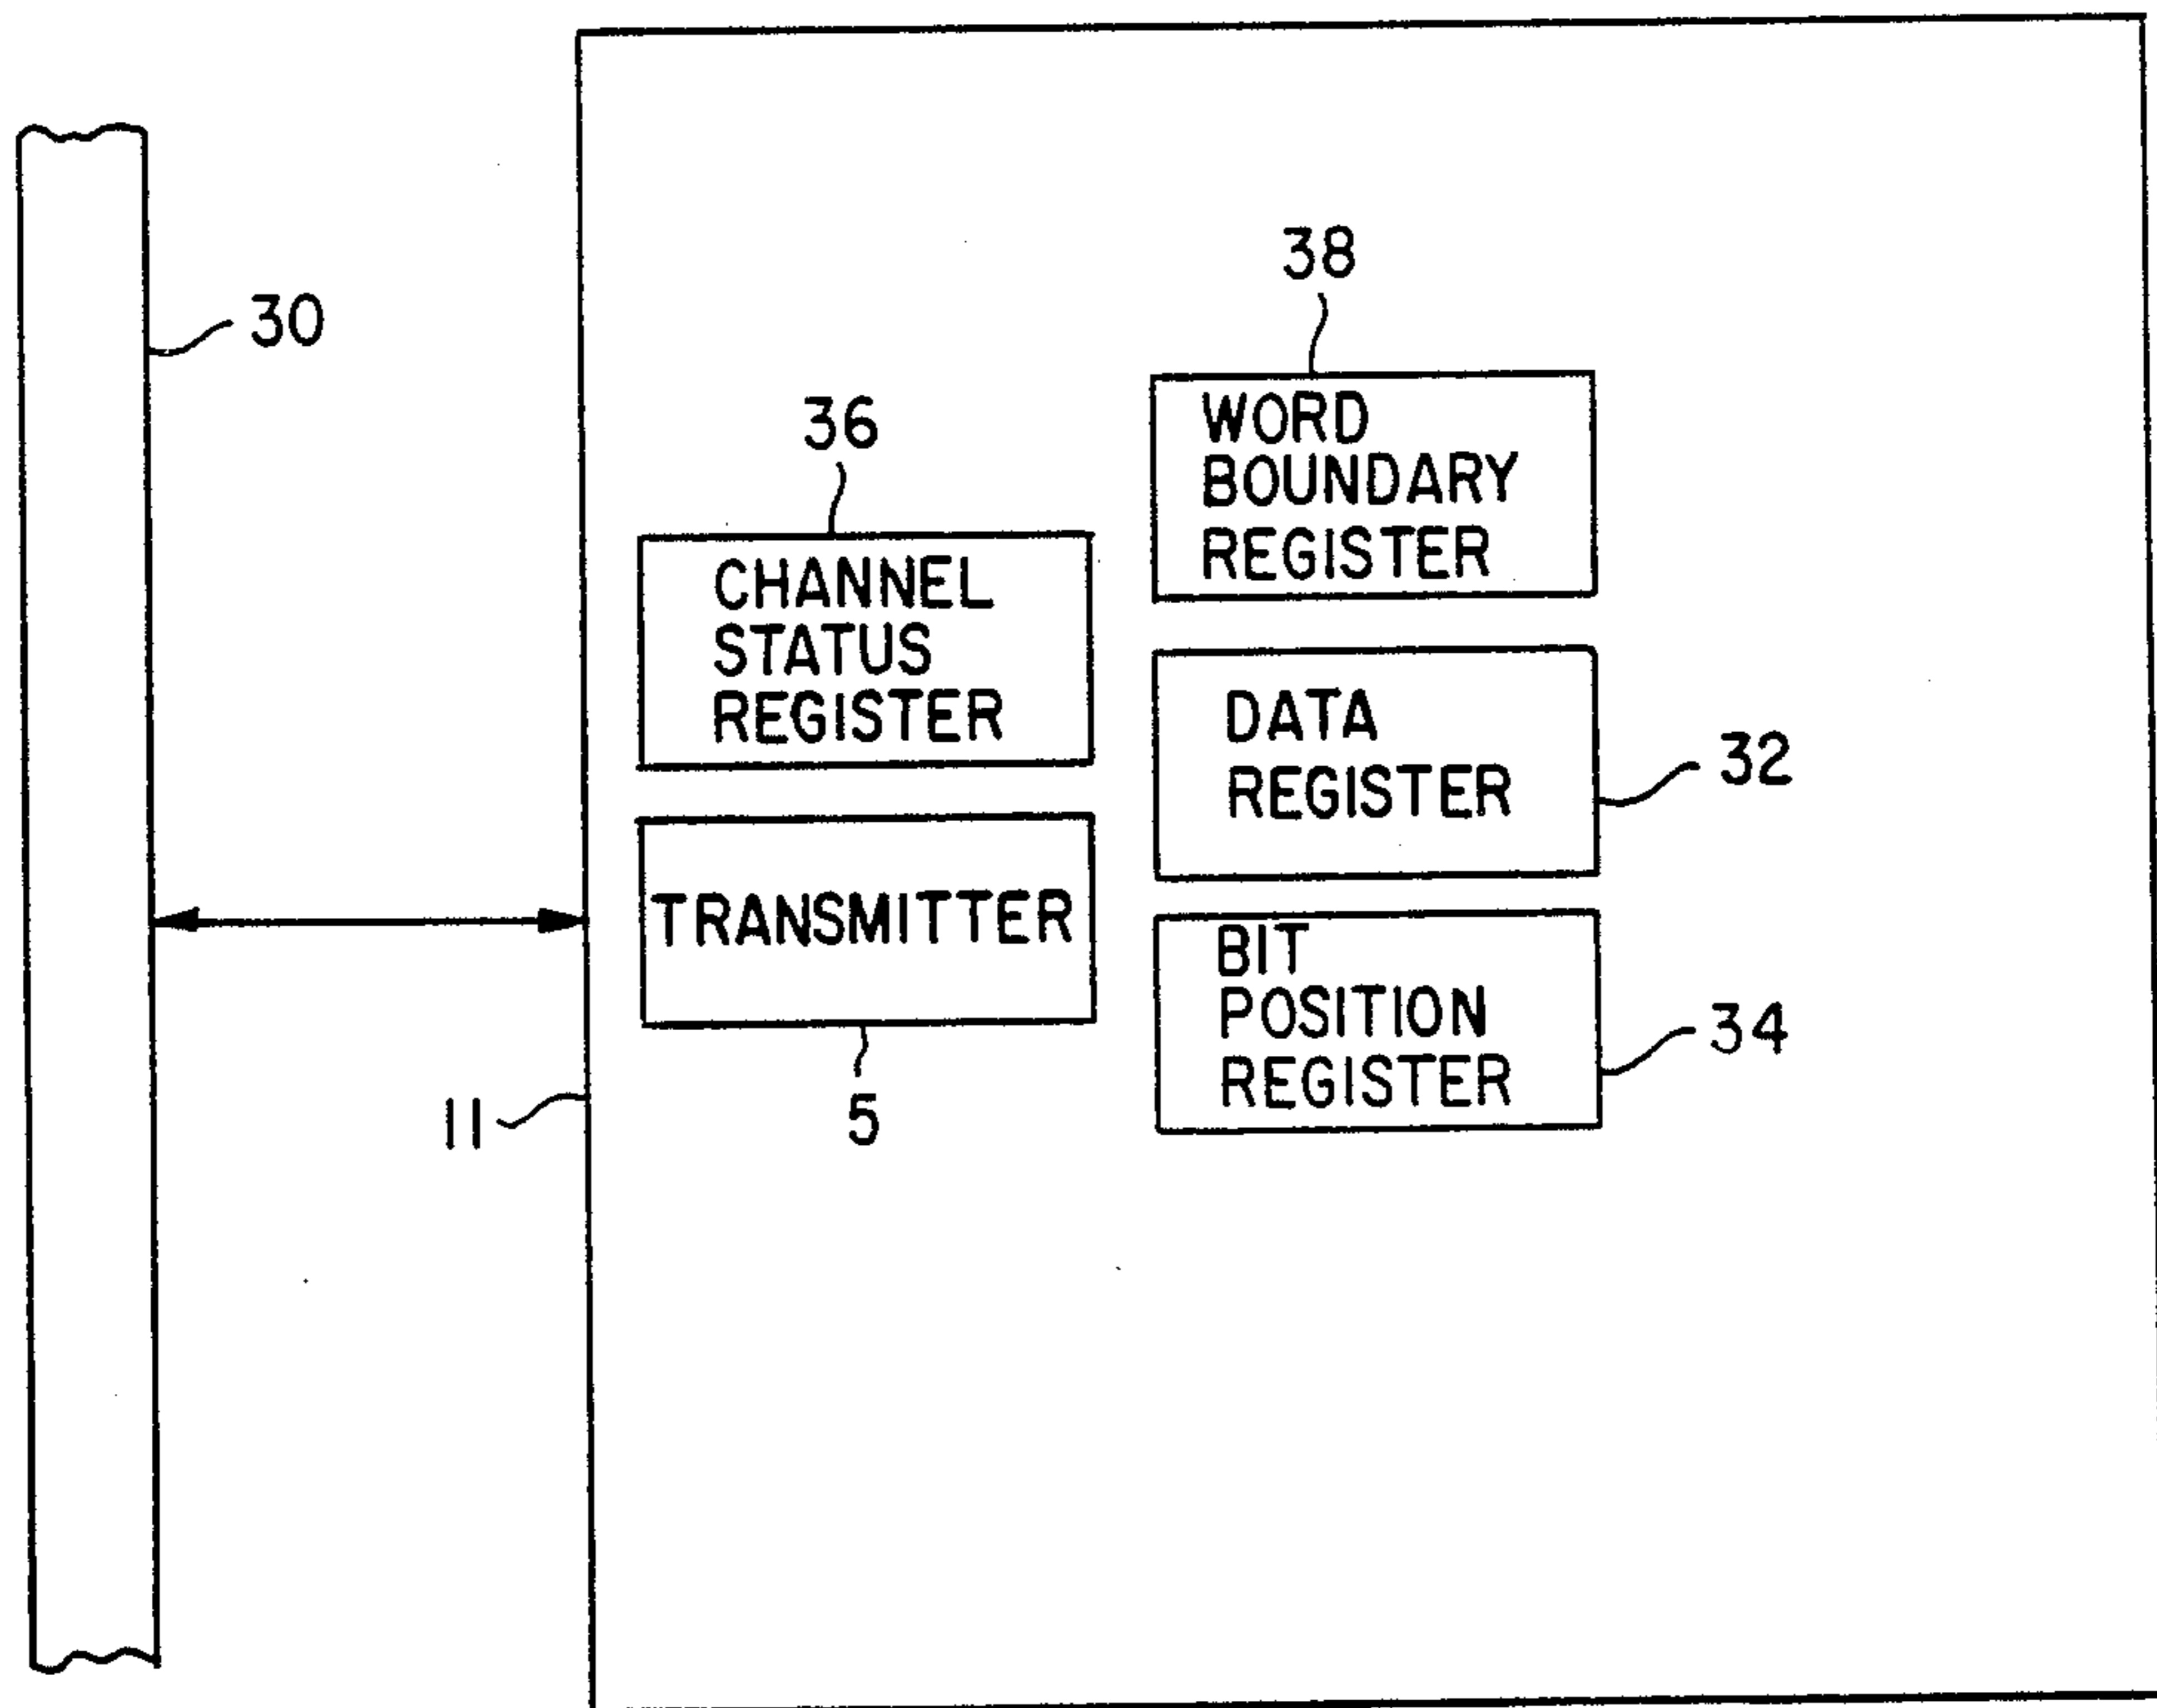 38
30
36
WORD
BOUNDARY
REGISTER
CHANNEL
STATUS
REGISTER
DATA
REGISTER
32
TRANSMITTER
BIT
POSITION
REGISTER
34
11
5